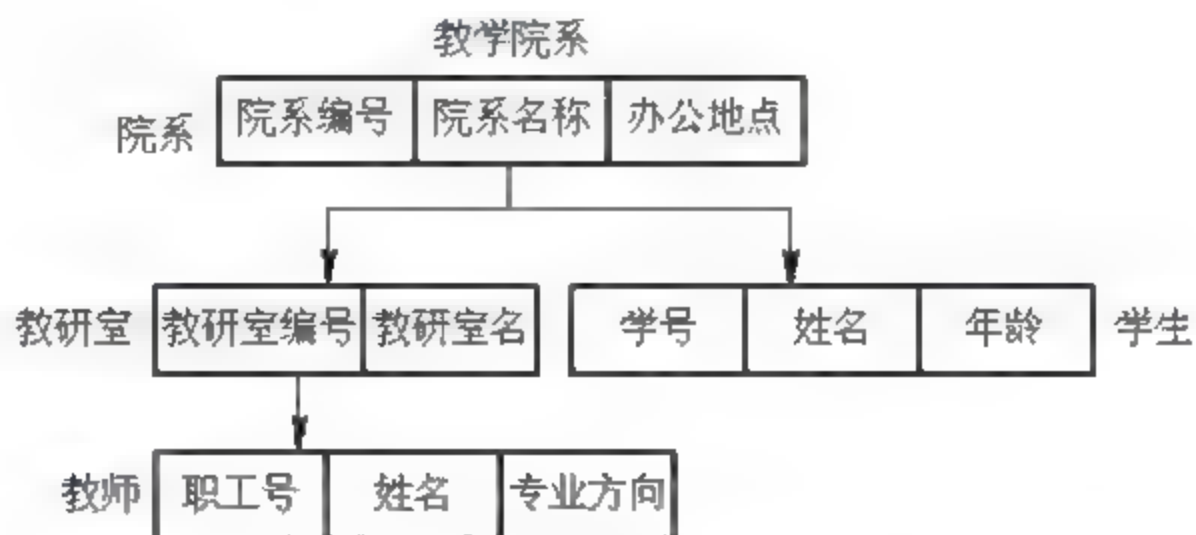 教学院系
院系 院系编号 院系名称 办公地点
教研室 教研室编号 教研室名 学号 姓名 年龄 学生
教师 职工号 姓名 专业方向